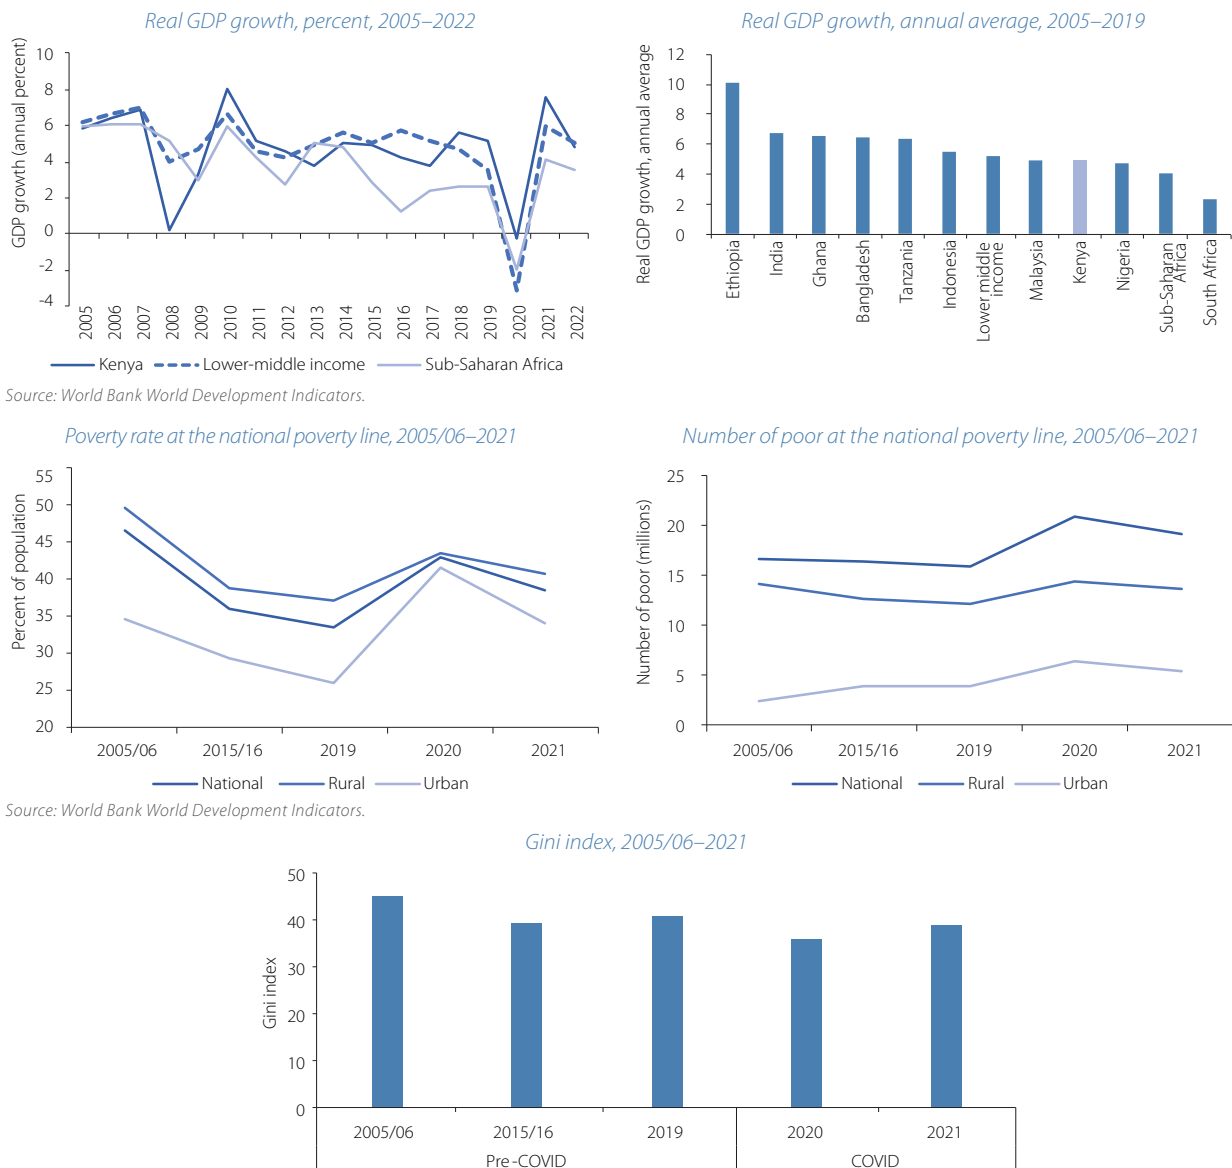 Real GDP growth, percent, 2005–2022
GDP growth (annual percent)
10
8
6
4
2
0
-2
-4
2005
2006
2007
2008
2009
2010
2011
2012
2013
2014
2015
2016
2017
2018
2019
2020
2021
2022
Kenya
Lower-middle income
Sub-Saharan Africa
Real GDP growth, annual average, 2005–2019
Real GDP growth, annual average
12
10
8
6
4
2
0
Ethiopia
India
Ghana
Bangladesh
Tanzania
Indonesia
Lower middle
income
Malaysia
Kenya
Nigeria
Sub-Saharan
Africa
South Africa
Source: World Bank World Development Indicators.
Poverty rate at the national poverty line, 2005/06–2021
Percent of population
55
50
45
40
35
30
25
20
2005/06
2015/16
2019
2020
2021
National
Rural
Urban
Number of poor at the national poverty line, 2005/06–2021
Number of poor (millions)
25
20
15
10
5
0
2005/06
2015/16
2019
2020
2021
National
Rural
Urban
Source: World Bank World Development Indicators.
Gini index, 2005/06–2021
Gini index
50
40
30
20
10
0
2005/06
2015/16
2019
2020
2021
Pre-COVID
COVID